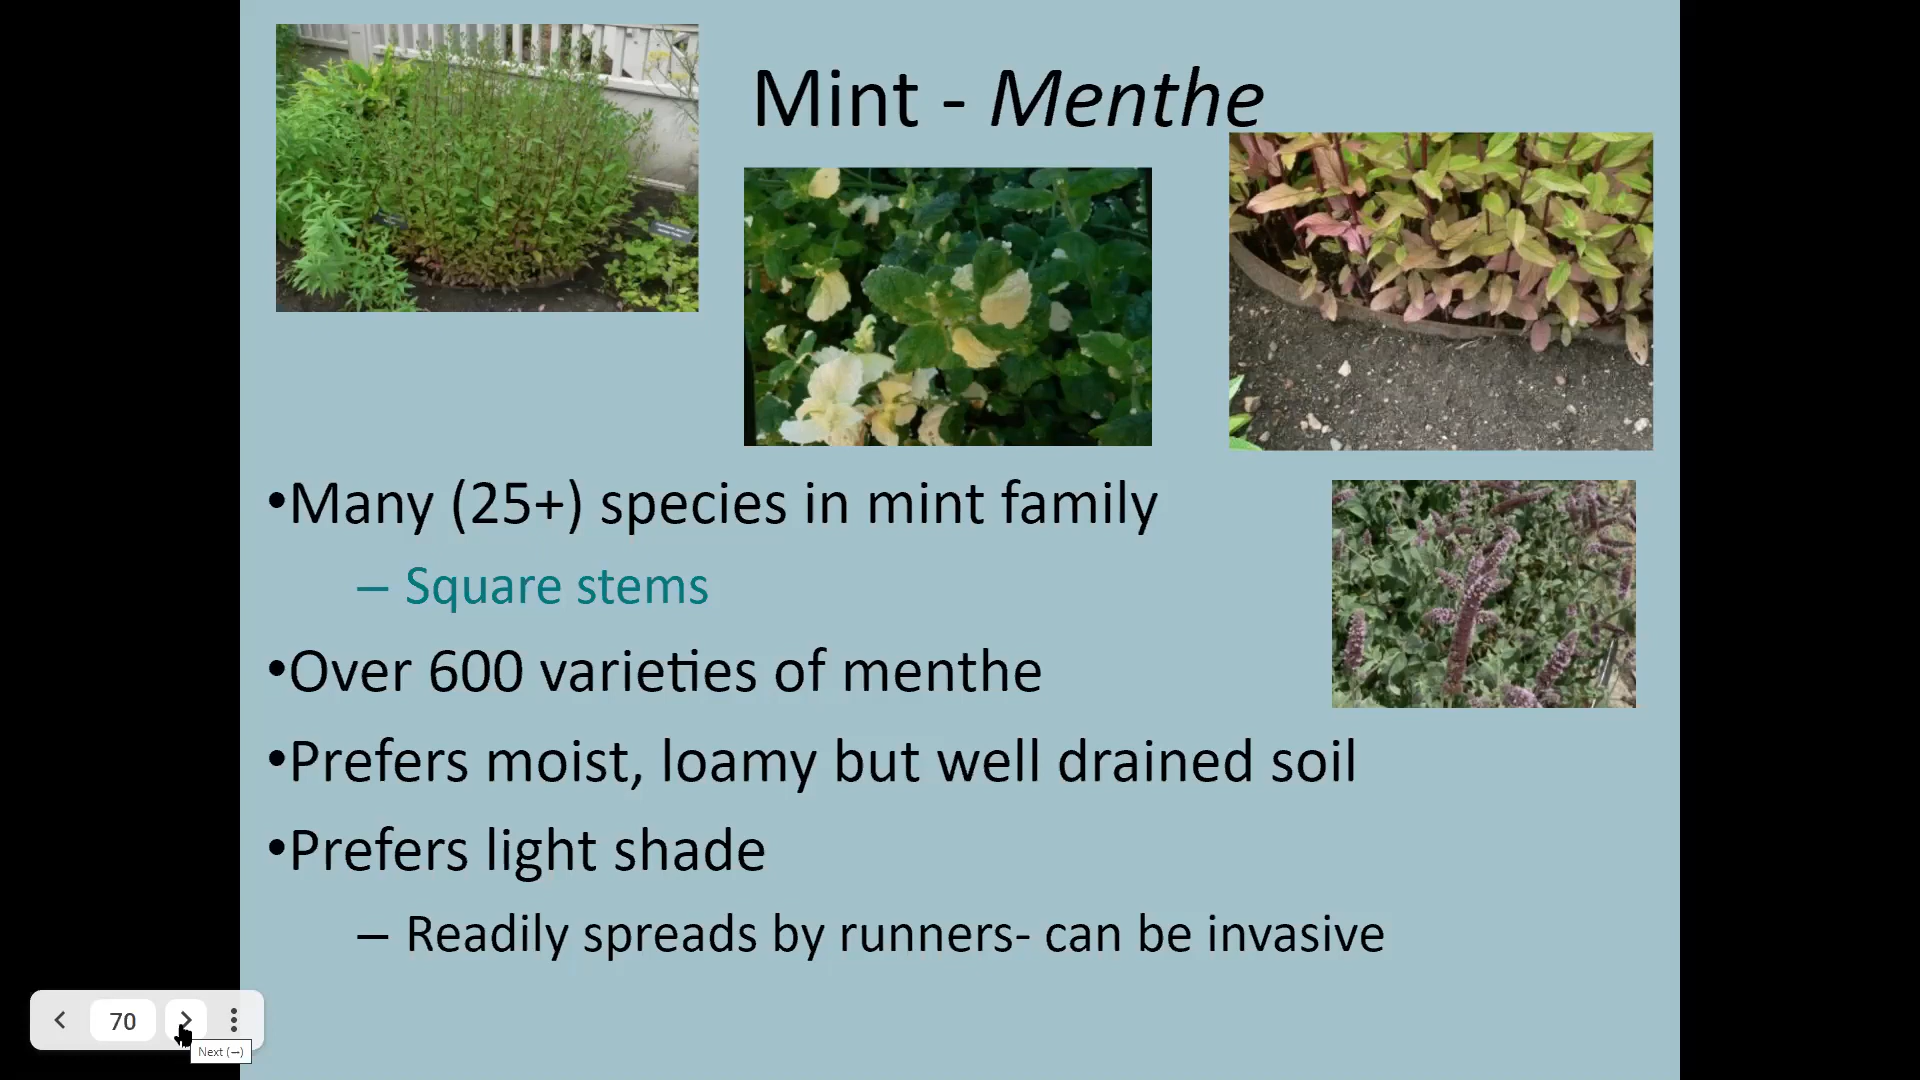 Mint - Menthe
•Many (25+) species in mint family
– Square stems
•Over 600 varieties of menthe
•Prefers moist, loamy but well drained soil
•Prefers light shade
– Readily spreads by runners- can be invasive
70
Next (→)